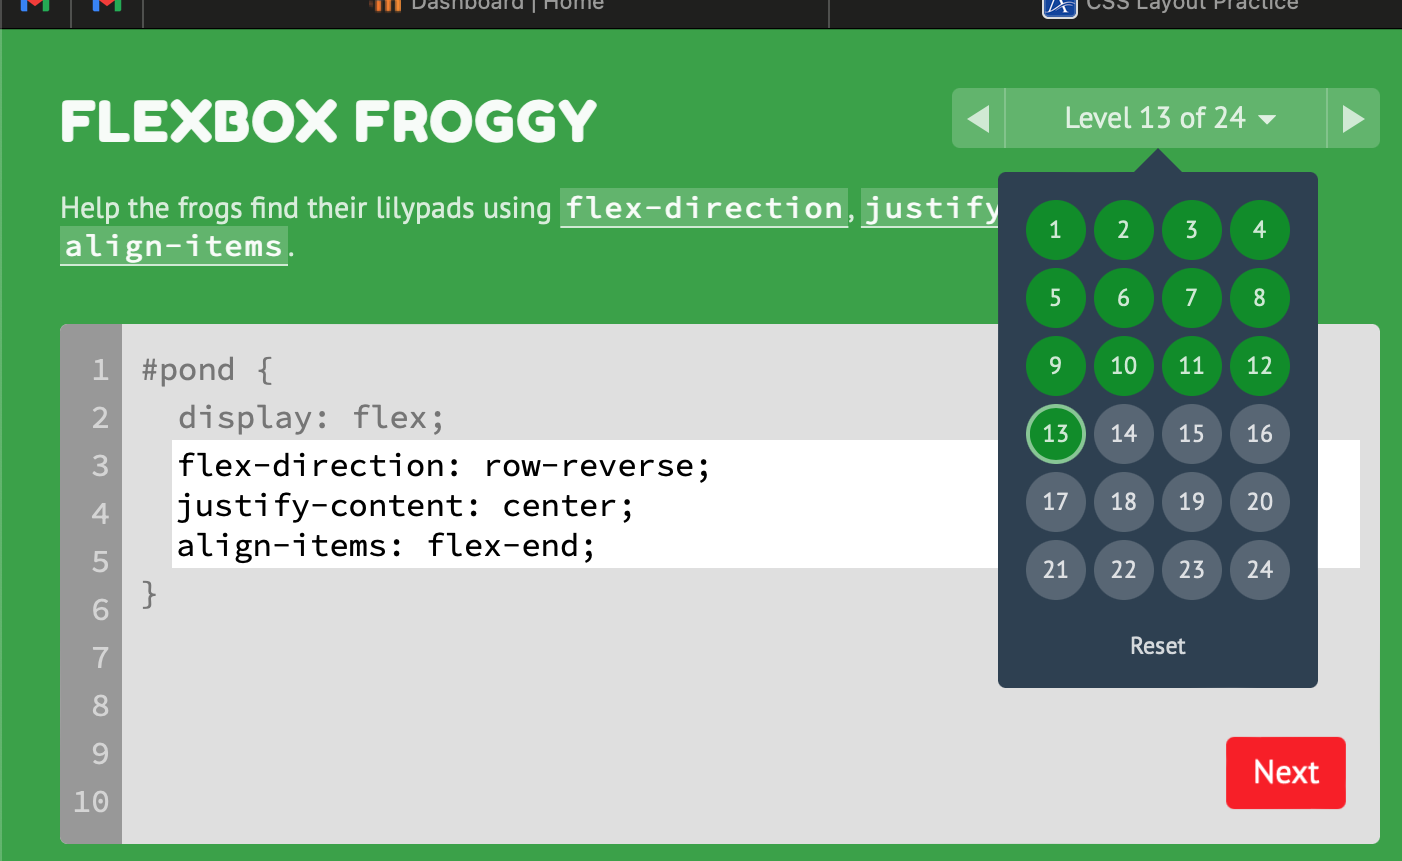 Dashboard | Home
CSS Layout Practice
FLEXBOX FROGGY
Level 13 of 24
Help the frogs find their lilypads using flex-direction, justify
align-items.
1 2 3 4
5 6 7 8
9 10 11 12
13 14 15 16
17 18 19 20
21 22 23 24
Reset
1 #pond {
2 display: flex;
3 flex-direction: row-reverse;
4 justify-content: center;
5 align-items: flex-end;
6 }
7
8
9
10
Next